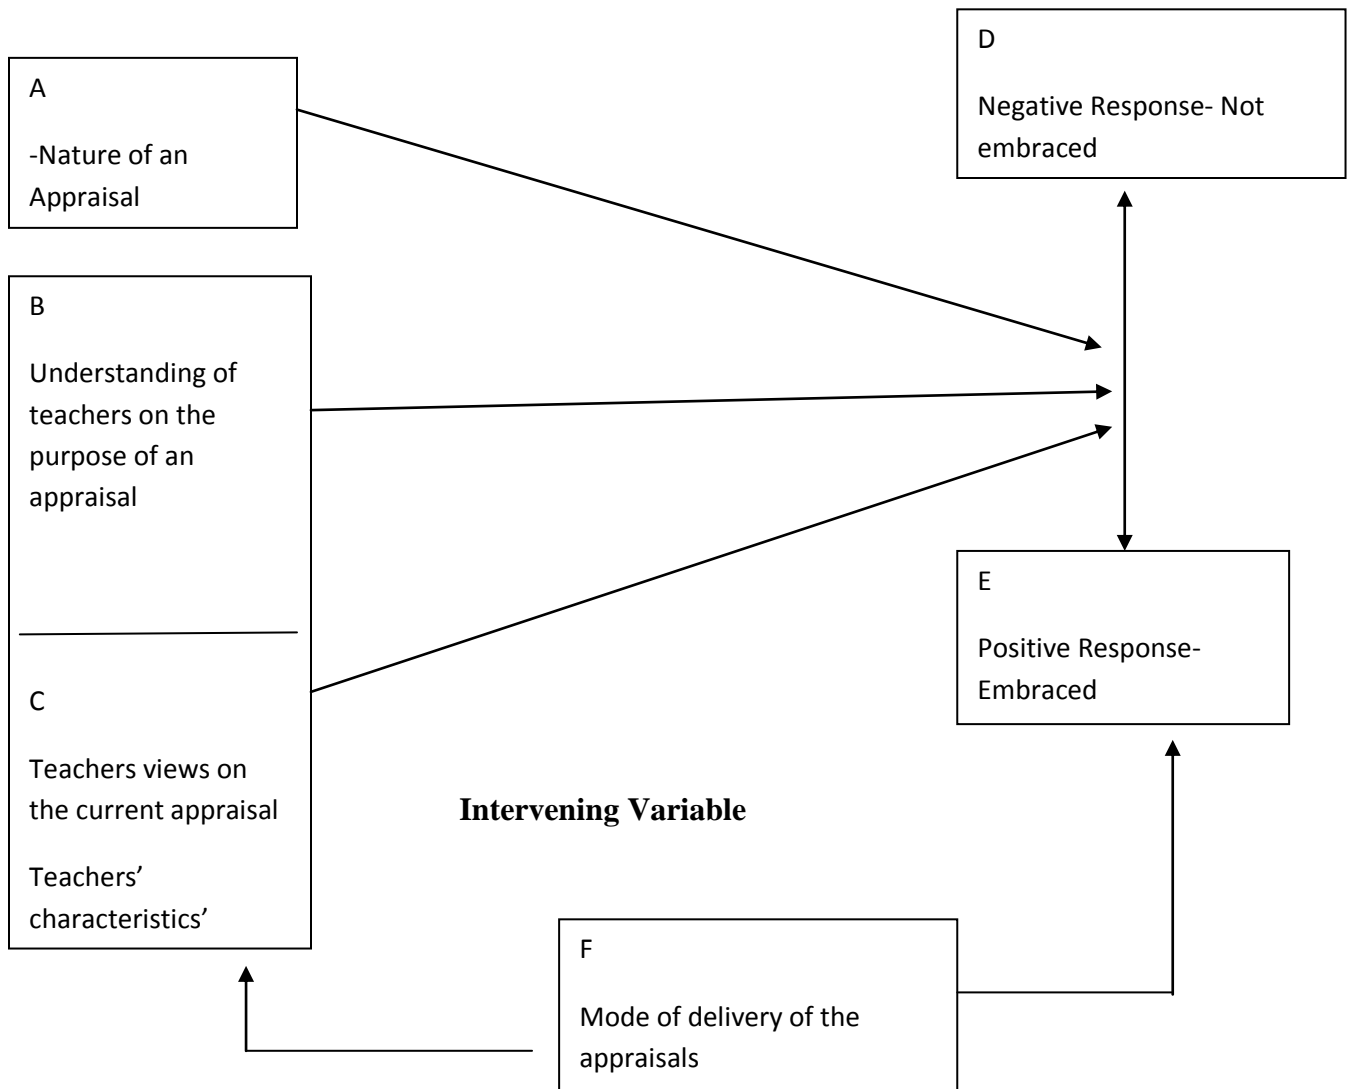 A
-Nature of an
Appraisal
B
Understanding of
teachers on the
purpose of an
appraisal
C
Teachers views on
the current appraisal
Teachers’
characteristics’
D
Negative Response- Not
embraced
E
Positive Response-
Embraced
Intervening Variable
F
Mode of delivery of the
appraisals